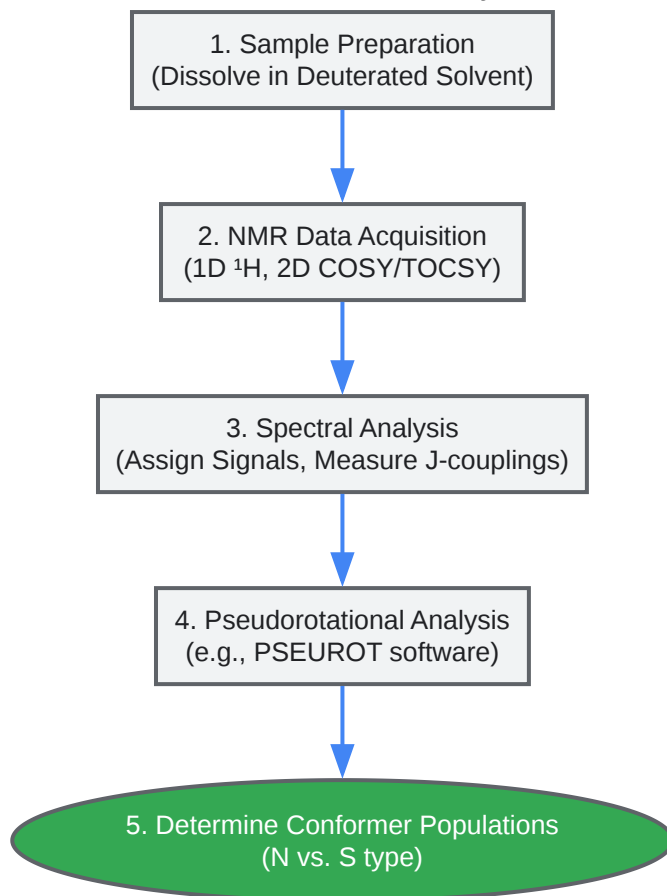 1. Sample Preparation
(Dissolve in Deuterated Solvent)
2. NMR Data Acquisition
(1D ¹H, 2D COSY/TOCSY)
3. Spectral Analysis
(Assign Signals, Measure J-couplings)
4. Pseudorotational Analysis
(e.g., PSEUROT software)
5. Determine Conformer Populations
(N vs. S type)